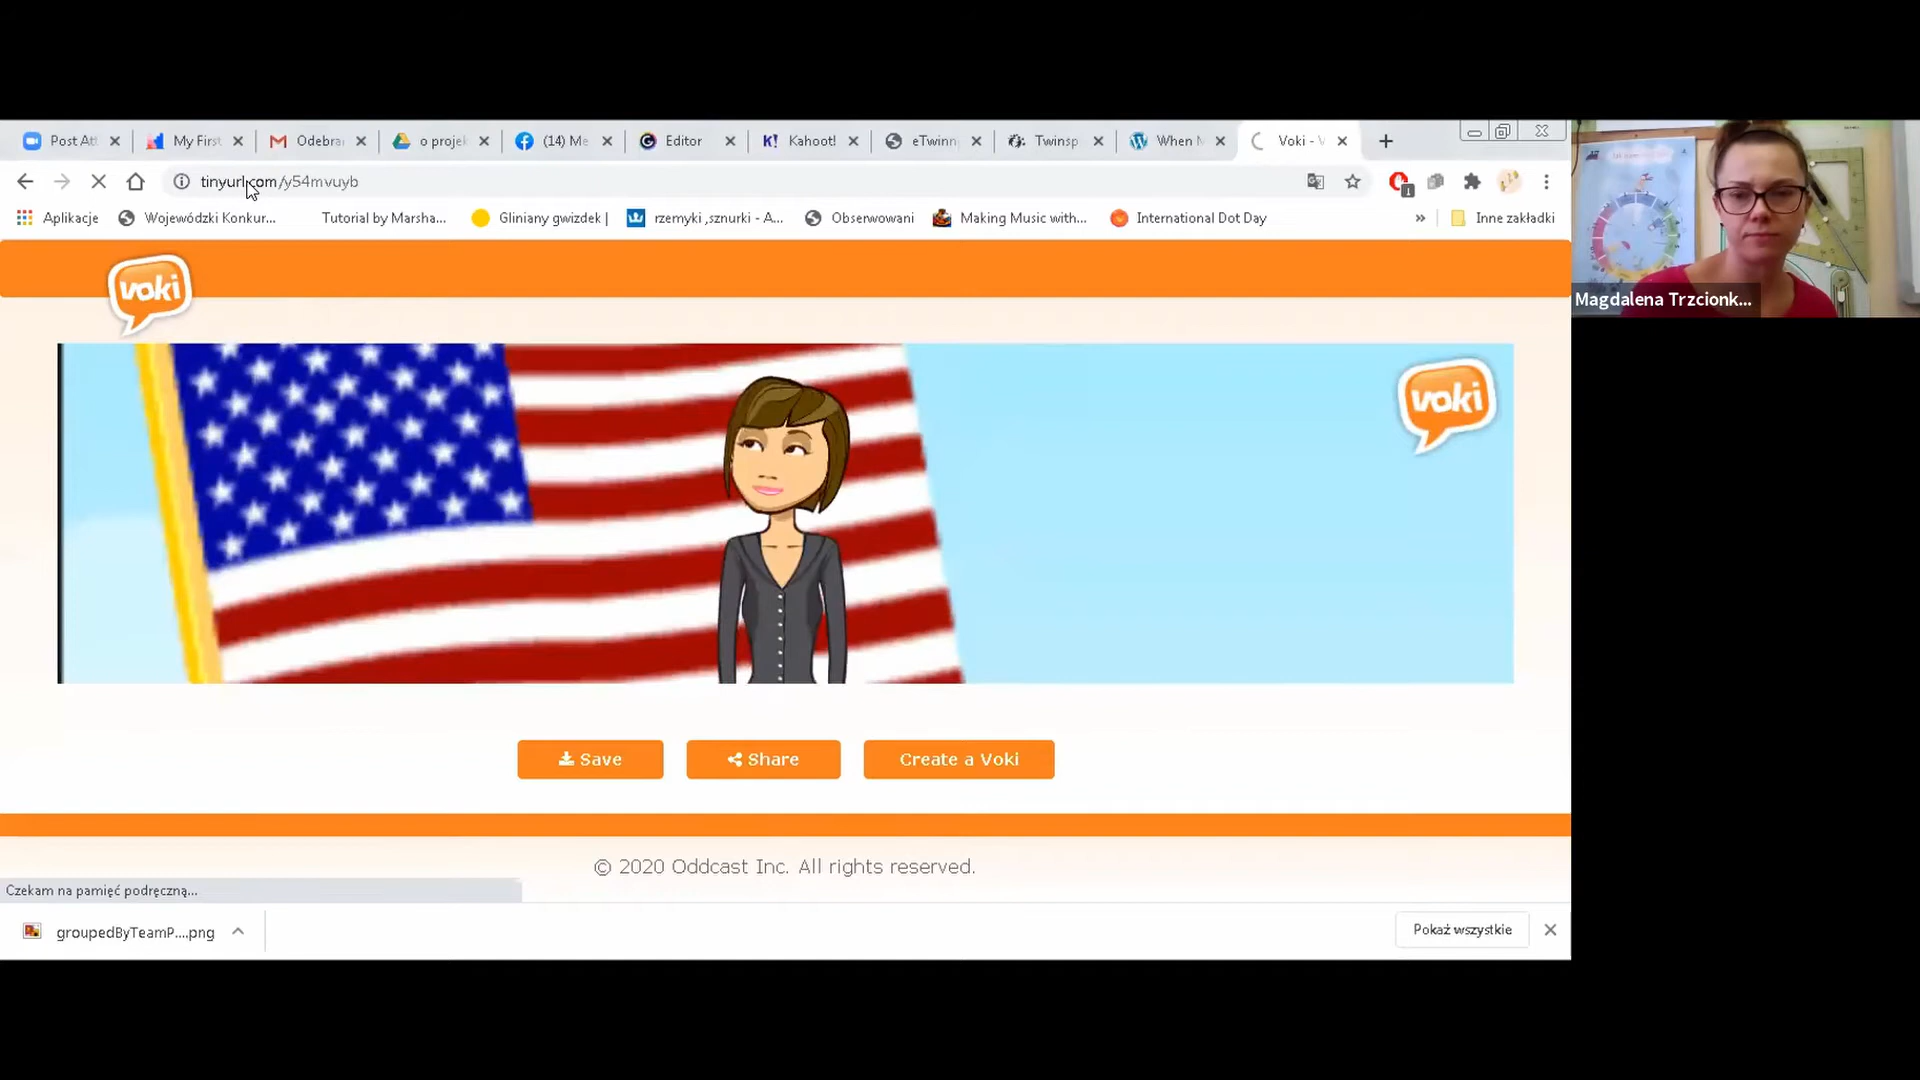 Post Att
My First
Odebra
o projek
(14) Me
Editor
K! Kahoot!
eTwinn
Twinsp
When M
Voki - V
tinyurl.com/y54mvuyb
1
Aplikacje
Wojewódzki Konkur...
Tutorial by Marsha...
Gliniany gwizdek |
rzemyki ,sznurki - A...
Obserwowani
Making Music with...
International Dot Day
»
Inne zakładki
voki
voki
Magdalena Trzcionk...
Save
Share
Create a Voki
© 2020 Oddcast Inc. All rights reserved.
Czekam na pamięć podręczną...
groupedByTeamP....png
Pokaż wszystkie